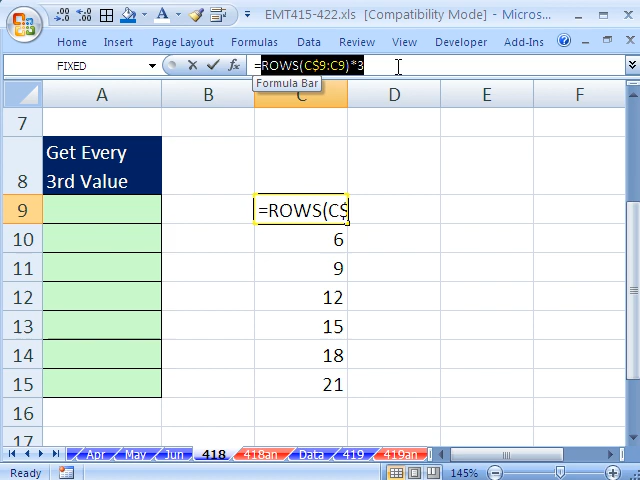 EMT415-422.xls [Compatibility Mode] - Micros...
Home Insert Page Layout Formulas Data Review View Developer Add-Ins
FIXED
=ROWS(C$9:C9)*3
Formula Bar
A B C D E F
7
8 Get Every
3rd Value
9 =ROWS(C$
10 6
11 9
12 12
13 15
14 18
15 21
16
17
Apr May Jun 418 418an Data 419 419an
Ready 145%